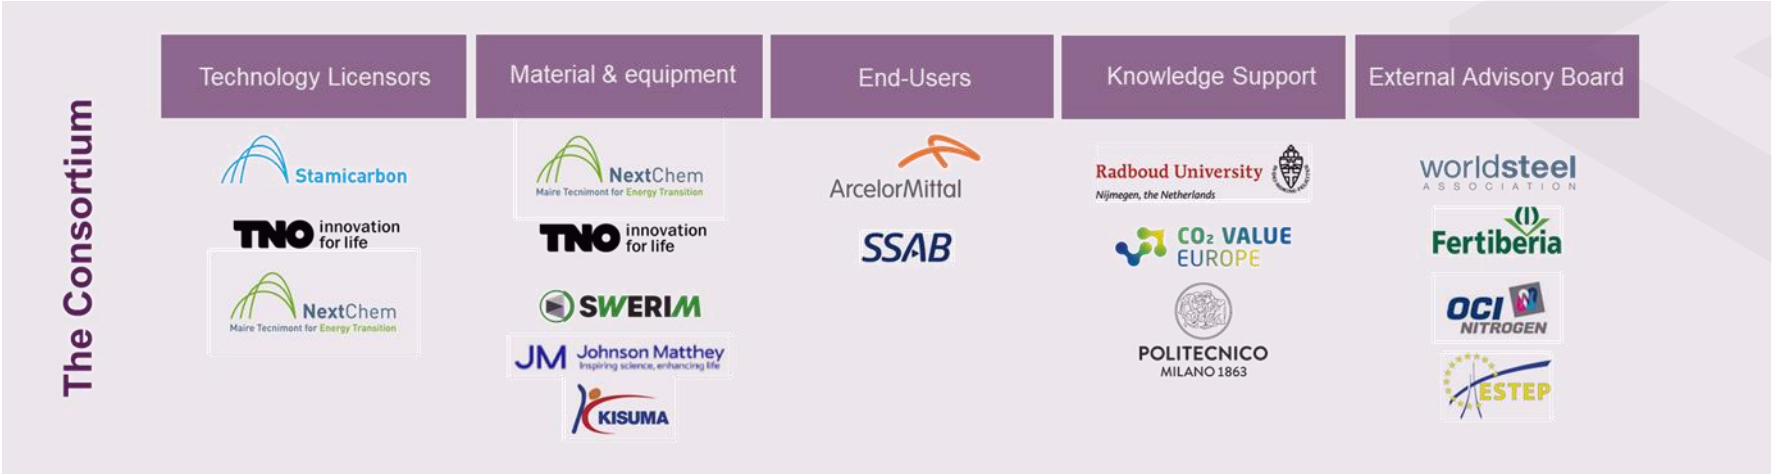 The Consortium
Technology Licensors
Stamicarbon
TNO innovation
for life
NextChem
Maire Tecnimont for Energy Transition
Material & equipment
NextChem
Maire Tecnimont for Energy Transition
TNO innovation
for life
SWERIM
JM Johnson Matthey
Inspiring science, enhancing life
KISUMA
End-Users
ArcelorMittal
SSAB
Knowledge Support
Radboud University
Nijmegen, the Netherlands
CO₂ VALUE
EUROPE
POLITECNICO
MILANO 1863
External Advisory Board
worldsteel
ASSOCIATION
Fertiberia
OCI
NITROGEN
ESTEP